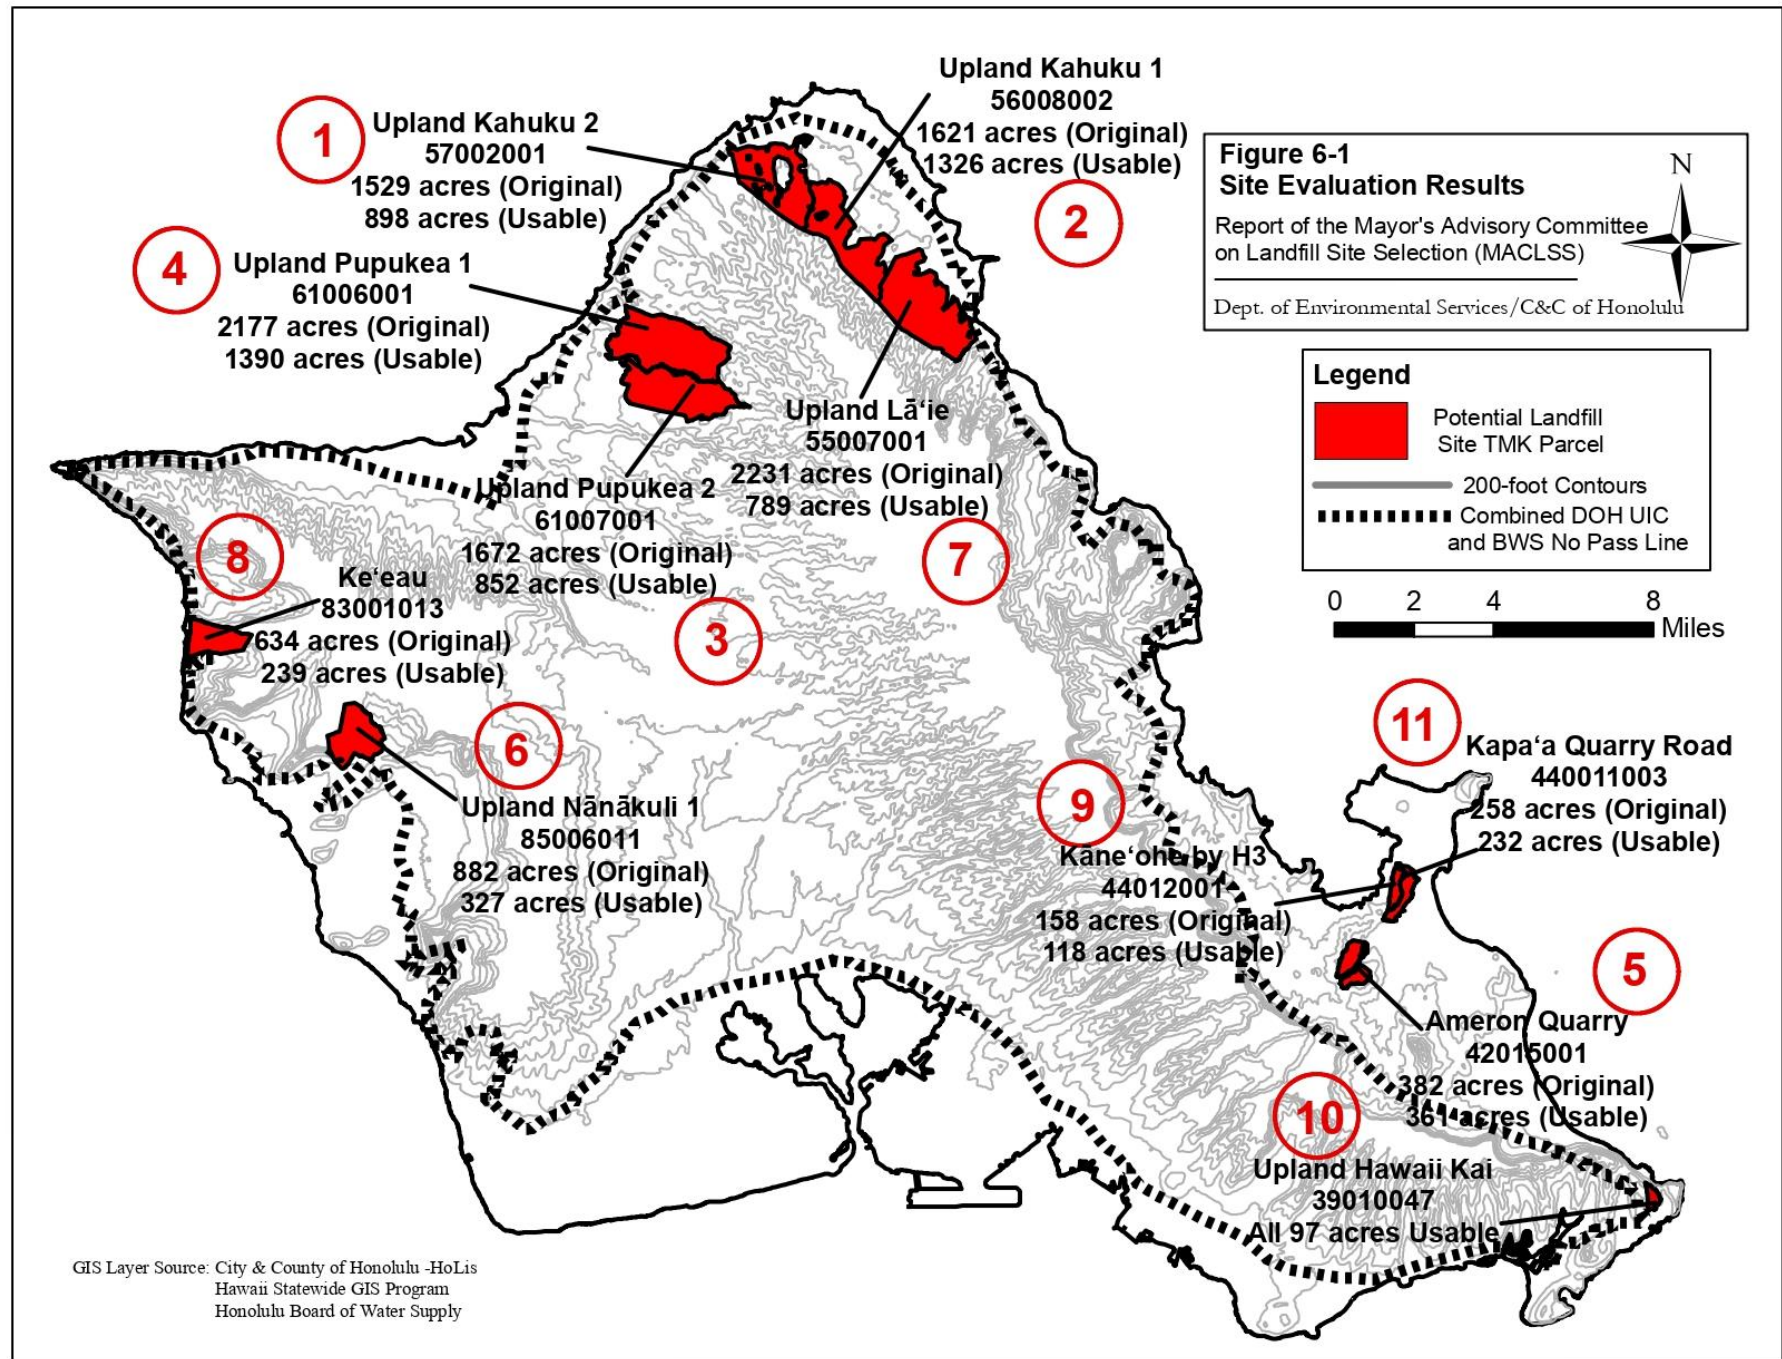 Upland Kahuku 1
56008002
1621 acres (Original)
1326 acres (Usable)
2
1
Upland Kahuku 2
57002001
1529 acres (Original)
898 acres (Usable)
Figure 6-1
Site Evaluation Results
Report of the Mayor's Advisory Committee
on Landfill Site Selection (MACLSS)
Dept. of Environmental Services/C&C of Honolulu
N
4
Upland Pupukea 1
61006001
2177 acres (Original)
1390 acres (Usable)
Legend
Potential Landfill
Site TMK Parcel
200-foot Contours
Combined DOH UIC
and BWS No Pass Line
0 2 4 8 Miles
Upland Lāʻie
55007001
2231 acres (Original)
789 acres (Usable)
7
Upland Pupukea 2
61007001
1672 acres (Original)
852 acres (Usable)
3
8
Keʻeau
83001013
634 acres (Original)
239 acres (Usable)
6
Upland Nānākuli 1
85006011
882 acres (Original)
327 acres (Usable)
11
Kapaʻa Quarry Road
440011003
258 acres (Original)
232 acres (Usable)
9
Kāneʻohe by H3
44012001
158 acres (Original)
118 acres (Usable)
5
Ameron Quarry
42015001
382 acres (Original)
361 acres (Usable)
10
Upland Hawaii Kai
39010047
All 97 acres Usable
GIS Layer Source: City & County of Honolulu -HoLis
Hawaii Statewide GIS Program
Honolulu Board of Water Supply